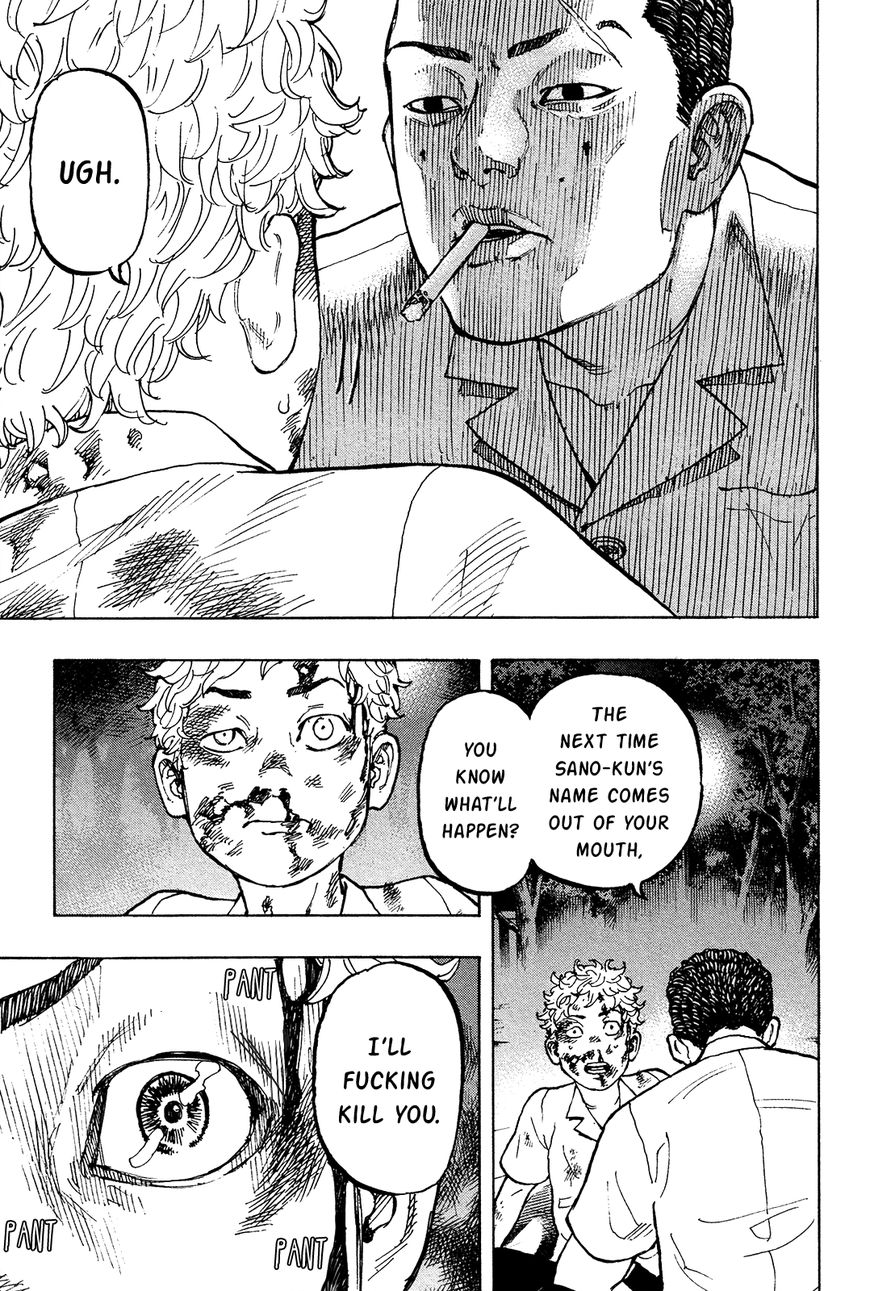 UGH.
THE
NEXT TIME
SANO-KUN'S
NAME COMES
OUT OF YOUR
MOUTH,
YOU
KNOW
WHAT'LL
HAPPEN?
PANT
I'LL
FUCKING
KILL YOU.
PANT
PANT